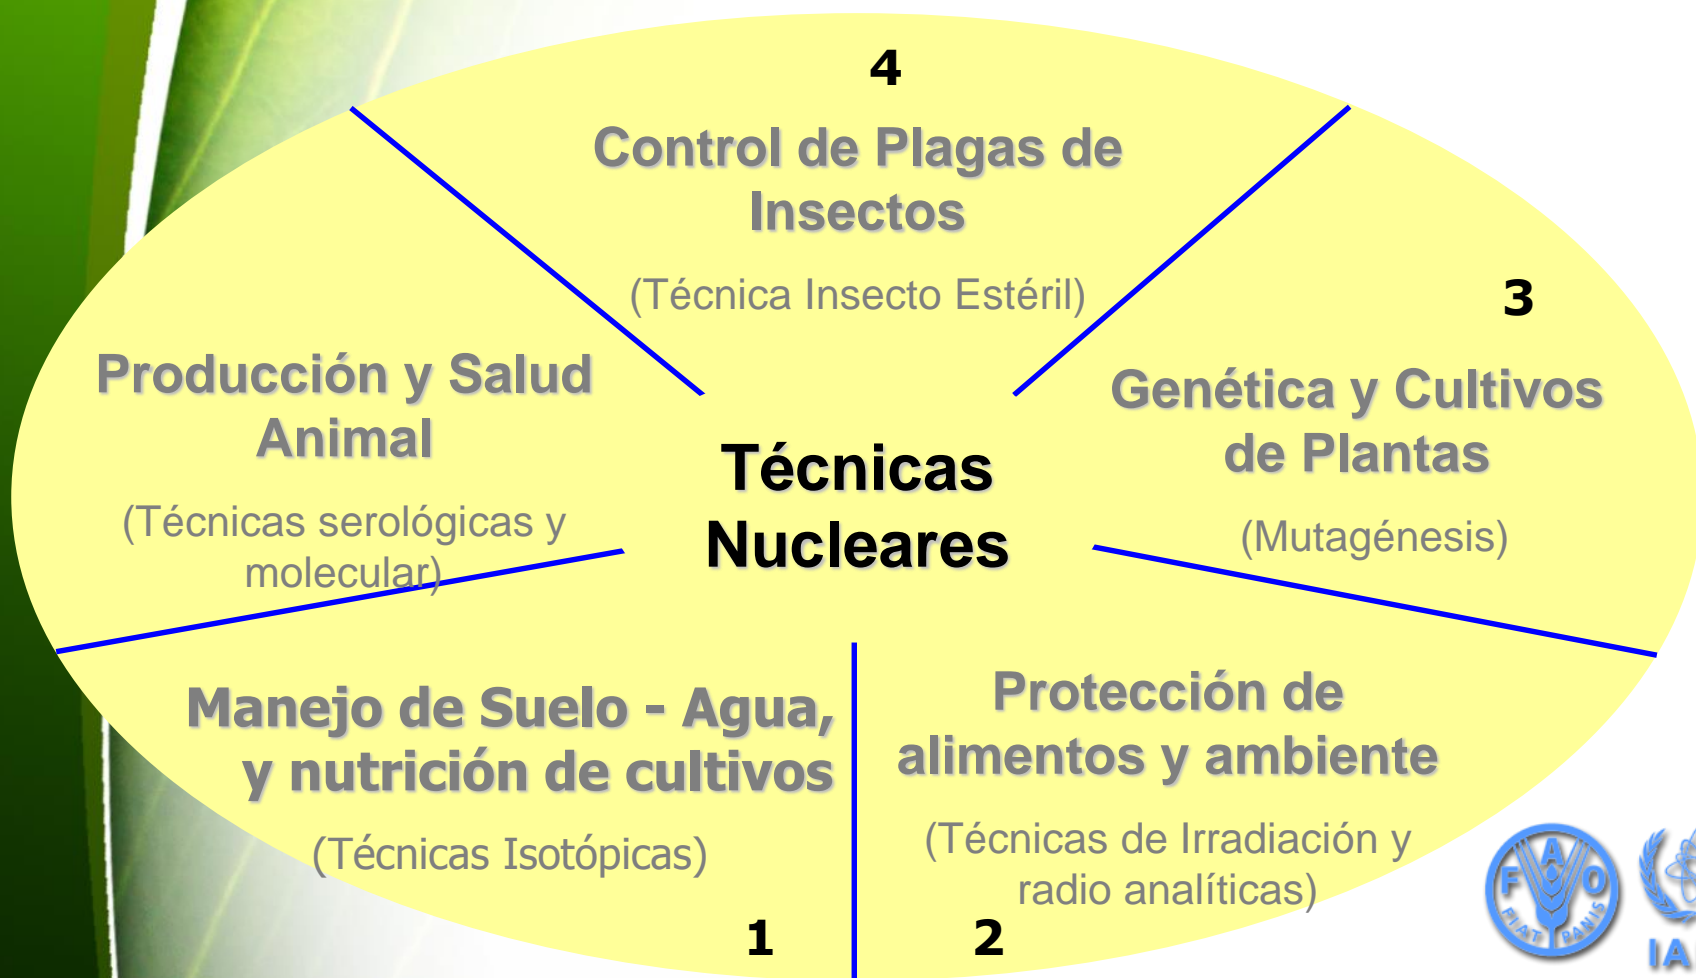 4
Control de Plagas de
Insectos
(Técnica Insecto Estéril)
3
Genética y Cultivos
de Plantas
(Mutagénesis)
Producción y Salud
Animal
(Técnicas serológicas y
molecular)
Técnicas
Nucleares
Manejo de Suelo - Agua,
y nutrición de cultivos
(Técnicas Isotópicas)
1
Protección de
alimentos y ambiente
(Técnicas de Irradiación y
radio analíticas)
2
F A O
FIAT PANIS